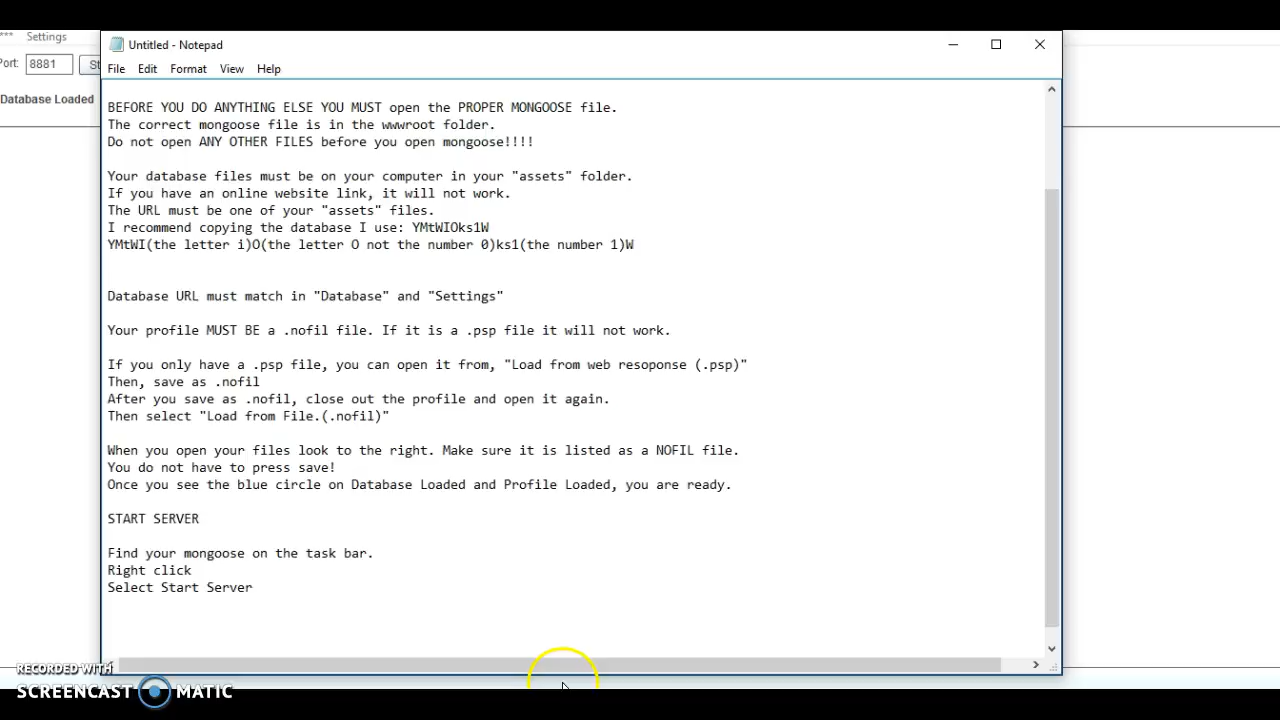 *** Settings
Port: 8881 St
Database Loaded
Untitled - Notepad
File Edit Format View Help
BEFORE YOU DO ANYTHING ELSE YOU MUST open the PROPER MONGOOSE file.
The correct mongoose file is in the wwwroot folder.
Do not open ANY OTHER FILES before you open mongoose!!!!
Your database files must be on your computer in your "assets" folder.
If you have an online website link, it will not work.
The URL must be one of your "assets" files.
I recommend copying the database I use: YMtWIOks1W
YMtWI(the letter i)O(the letter O not the number 0)ks1(the number 1)W
Database URL must match in "Database" and "Settings"
Your profile MUST BE a .nofil file. If it is a .psp file it will not work.
If you only have a .psp file, you can open it from, "Load from web resoponse (.psp)"
Then, save as .nofil
After you save as .nofil, close out the profile and open it again.
Then select "Load from File.(.nofil)"
When you open your files look to the right. Make sure it is listed as a NOFIL file.
You do not have to press save!
Once you see the blue circle on Database Loaded and Profile Loaded, you are ready.
START SERVER
Find your mongoose on the task bar.
Right click
Select Start Server
RECORDED WITH
SCREENCAST MATIC